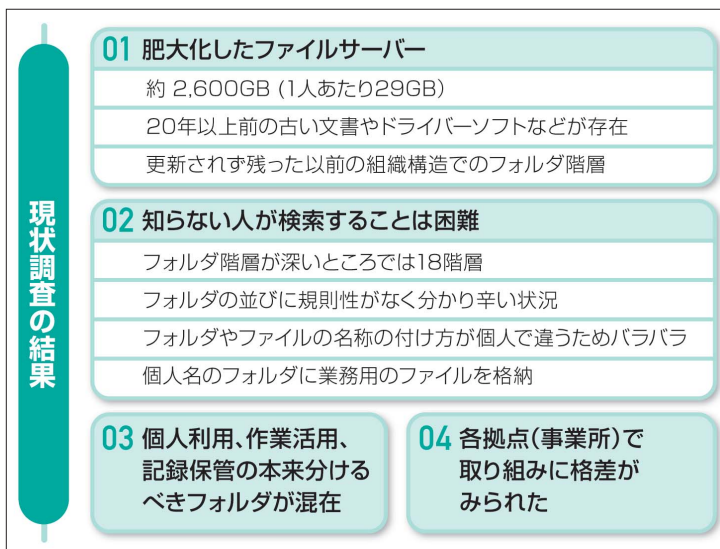 現状調査の結果
01 肥大化したファイルサーバー
約 2,600GB (1人あたり29GB)
20年以上前の古い文書やドライバーソフトなどが存在
更新されず残った以前の組織構造でのフォルダ階層
02 知らない人が検索することは困難
フォルダ階層が深いところでは18階層
フォルダの並びに規則性がなく分かり辛い状況
フォルダやファイルの名称の付け方が個人で違うためバラバラ
個人名のフォルダに業務用のファイルを格納
03 個人利用、作業活用、
記録保管の本来分ける
べきフォルダが混在
04 各拠点(事業所)で
取り組みに格差が
みられた